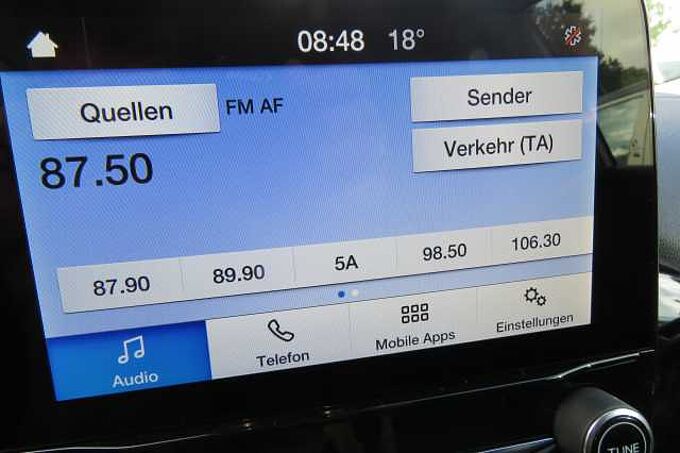 08:48 18°
Quellen FM AF Sender
87.50 Verkehr (TA)
87.90 89.90 5A 98.50 106.30
Audio Telefon Mobile Apps Einstellungen
TUNE